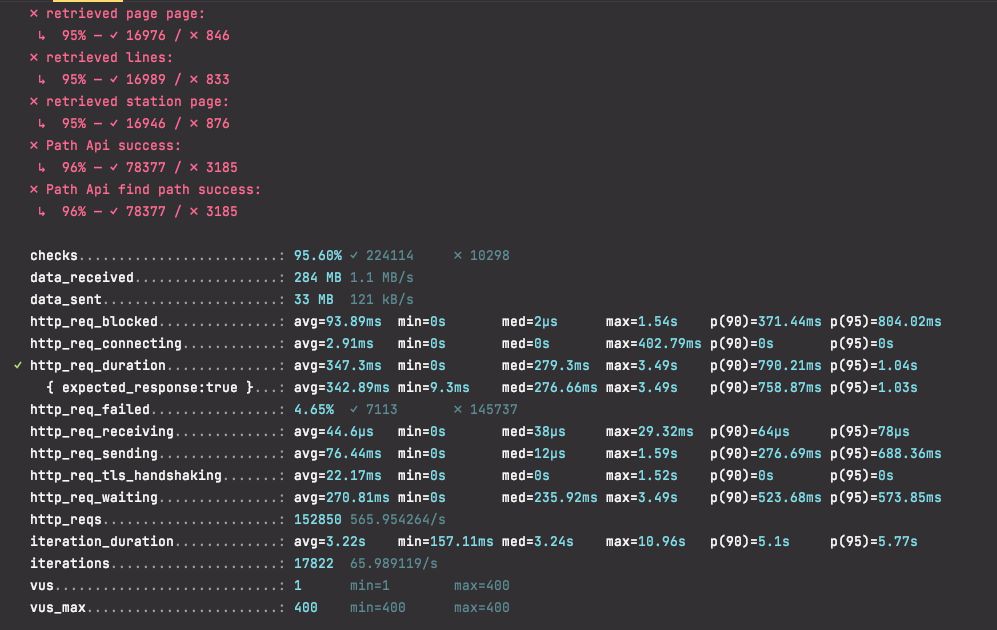 ✗ retrieved page page:
↳ 95% — ✓ 16976 / ✗ 846
✗ retrieved lines:
↳ 95% — ✓ 16989 / ✗ 833
✗ retrieved station page:
↳ 95% — ✓ 16946 / ✗ 876
✗ Path Api success:
↳ 96% — ✓ 78377 / ✗ 3185
✗ Path Api find path success:
↳ 96% — ✓ 78377 / ✗ 3185
checks.........................: 95.60% ✓ 224114 ✗ 10298
data_received..................: 284 MB 1.1 MB/s
data_sent......................: 33 MB 121 kB/s
http_req_blocked...............: avg=93.89ms min=0s med=2µs max=1.54s p(90)=371.44ms p(95)=804.02ms
http_req_connecting............: avg=2.91ms min=0s med=0s max=402.79ms p(90)=0s p(95)=0s
✓ http_req_duration..............: avg=347.3ms min=0s med=279.3ms max=3.49s p(90)=790.21ms p(95)=1.04s
{ expected_response:true }...: avg=342.89ms min=9.3ms med=276.66ms max=3.49s p(90)=758.87ms p(95)=1.03s
http_req_failed................: 4.65% ✓ 7113 ✗ 145737
http_req_receiving.............: avg=44.6µs min=0s med=38µs max=29.32ms p(90)=64µs p(95)=78µs
http_req_sending...............: avg=76.44ms min=0s med=12µs max=1.59s p(90)=276.69ms p(95)=688.36ms
http_req_tls_handshaking.......: avg=22.17ms min=0s med=0s max=1.52s p(90)=0s p(95)=0s
http_req_waiting...............: avg=270.81ms min=0s med=235.92ms max=3.49s p(90)=523.68ms p(95)=573.85ms
http_reqs......................: 152850 565.954264/s
iteration_duration.............: avg=3.22s min=157.11ms med=3.24s max=10.96s p(90)=5.1s p(95)=5.77s
iterations.....................: 17822 65.989119/s
vus............................: 1 min=1 max=400
vus_max........................: 400 min=400 max=400